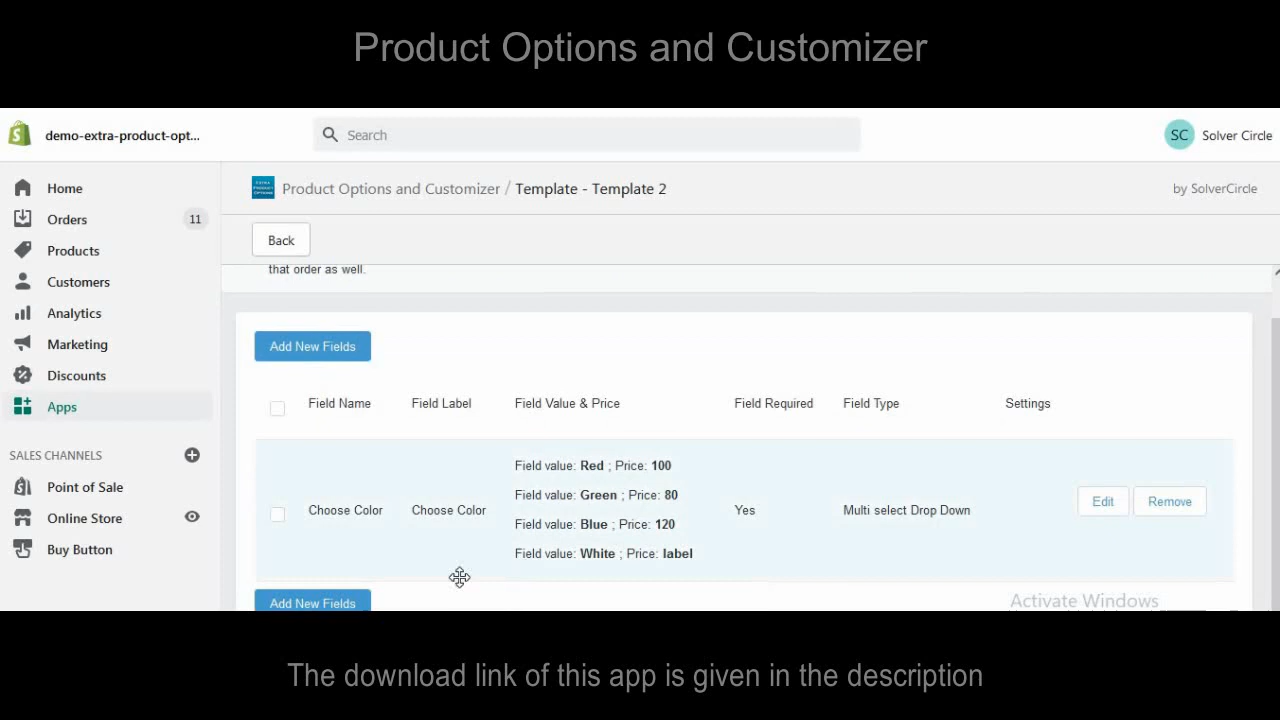 Product Options and Customizer
demo-extra-product-opt...
Search
SC
Solver Circle
Home
Orders
11
Products
Customers
Analytics
Marketing
Discounts
Apps
SALES CHANNELS
Point of Sale
Online Store
Buy Button
EXTRA
PRODUCT
OPTIONS
Product Options and Customizer / Template - Template 2
by SolverCircle
Back
that order as well.
Add New Fields
Field Name Field Label Field Value & Price Field Required Field Type Settings
Choose Color Choose Color
Field value: Red ; Price: 100
Field value: Green ; Price: 80
Field value: Blue ; Price: 120
Field value: White ; Price: label
Yes Multi select Drop Down
Edit Remove
Add New Fields
Activate Windows
The download link of this app is given in the description